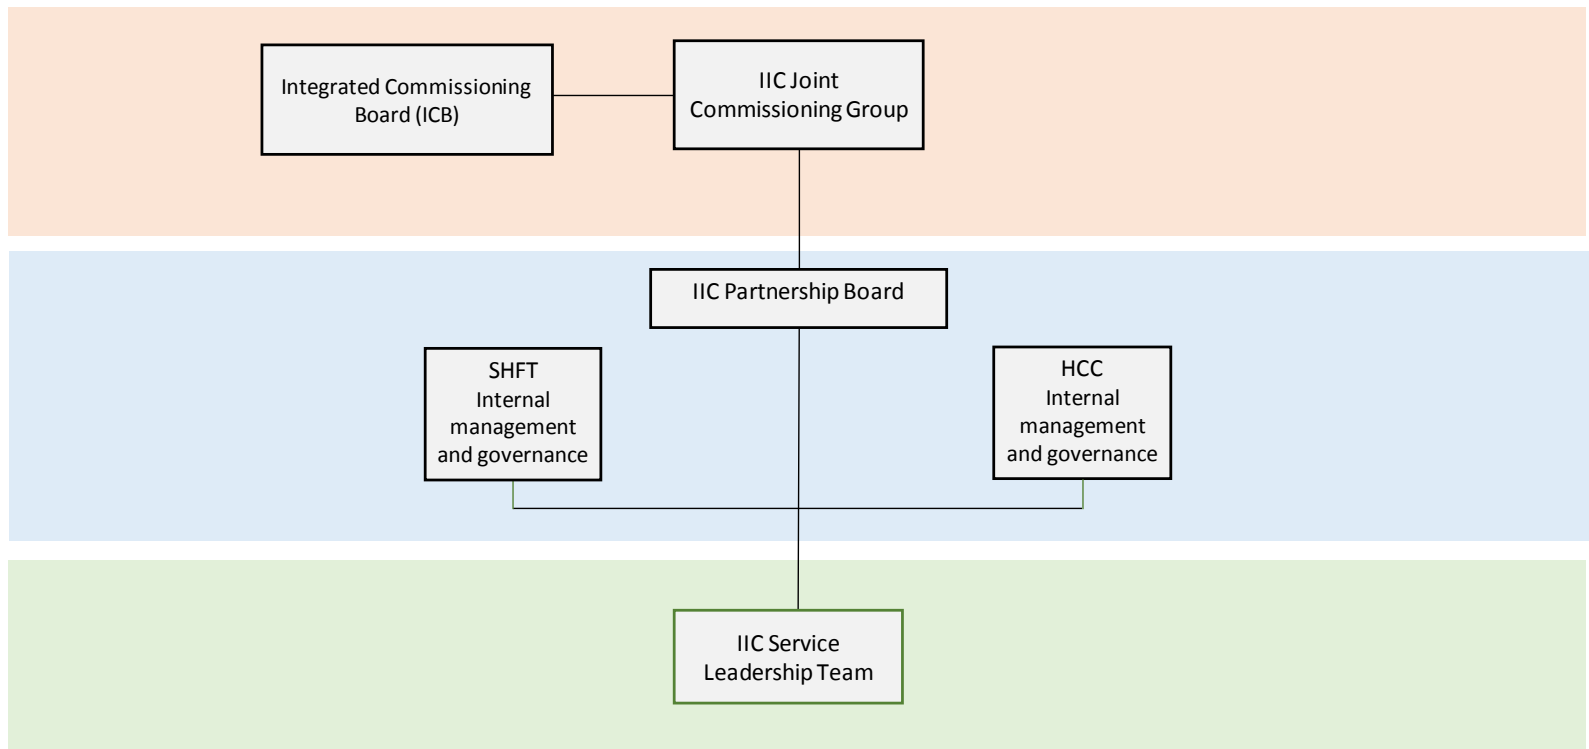 Integrated Commissioning
Board (ICB)
IIC Joint
Commissioning Group
IIC Partnership Board
SHFT
Internal
management
and governance
HCC
Internal
management
and governance
IIC Service
Leadership Team